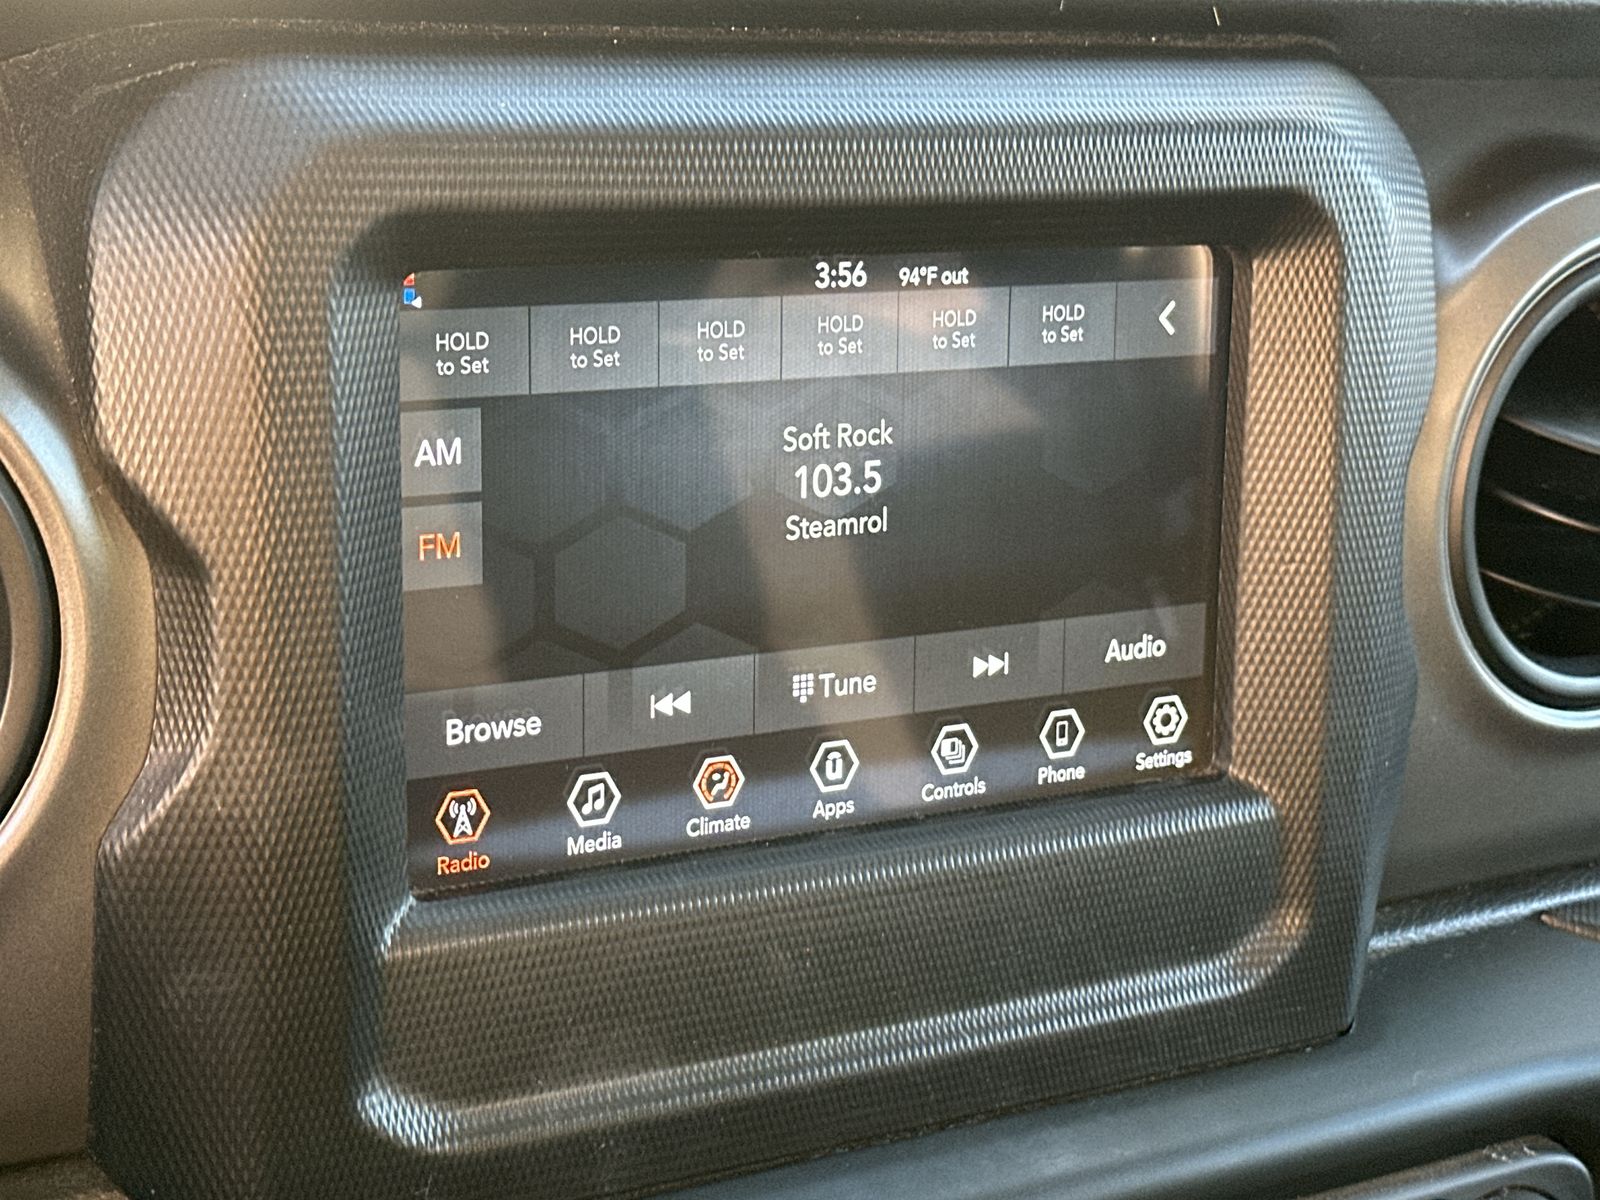 3:56 94°F out
HOLD to Set
HOLD to Set
HOLD to Set
HOLD to Set
HOLD to Set
HOLD to Set
AM
FM
Soft Rock
103.5
Steamrol
Browse
Tune
Audio
Radio
Media
Climate
Apps
Controls
Phone
Settings